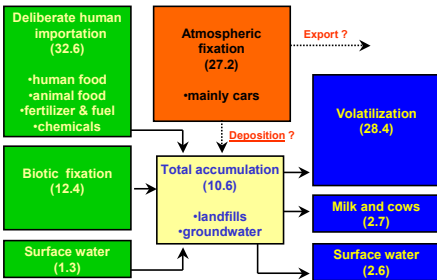 Deliberate human
importation
(32.6)
•human food
•animal food
•fertilizer & fuel
•chemicals
Atmospheric
fixation
(27.2)
•mainly cars
Export ?
Deposition ?
Volatilization
(28.4)
Biotic fixation
(12.4)
Total accumulation
(10.6)
•landfills
•groundwater
Milk and cows
(2.7)
Surface water
(1.3)
Surface water
(2.6)